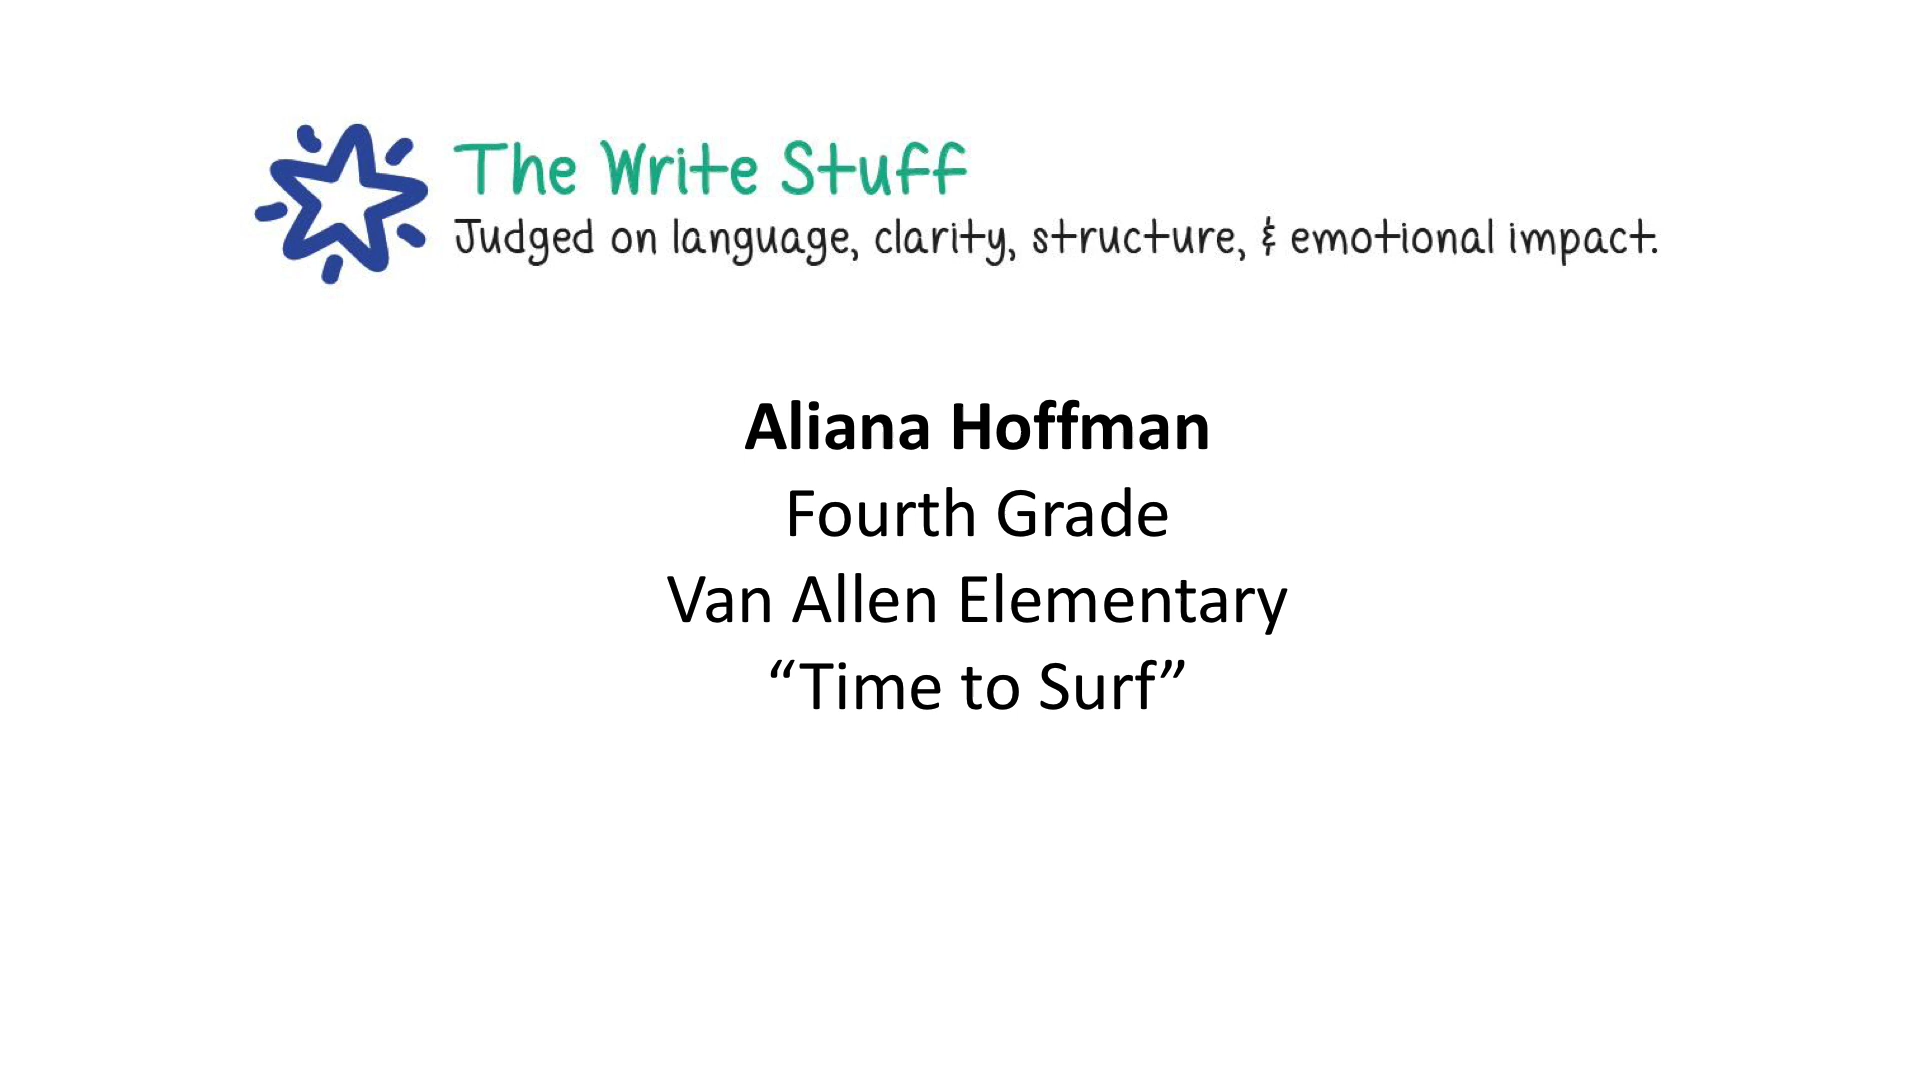 The Write Stuff
Judged on language, clarity, structure, & emotional impact.
Aliana Hoffman
Fourth Grade
Van Allen Elementary
“Time to Surf”